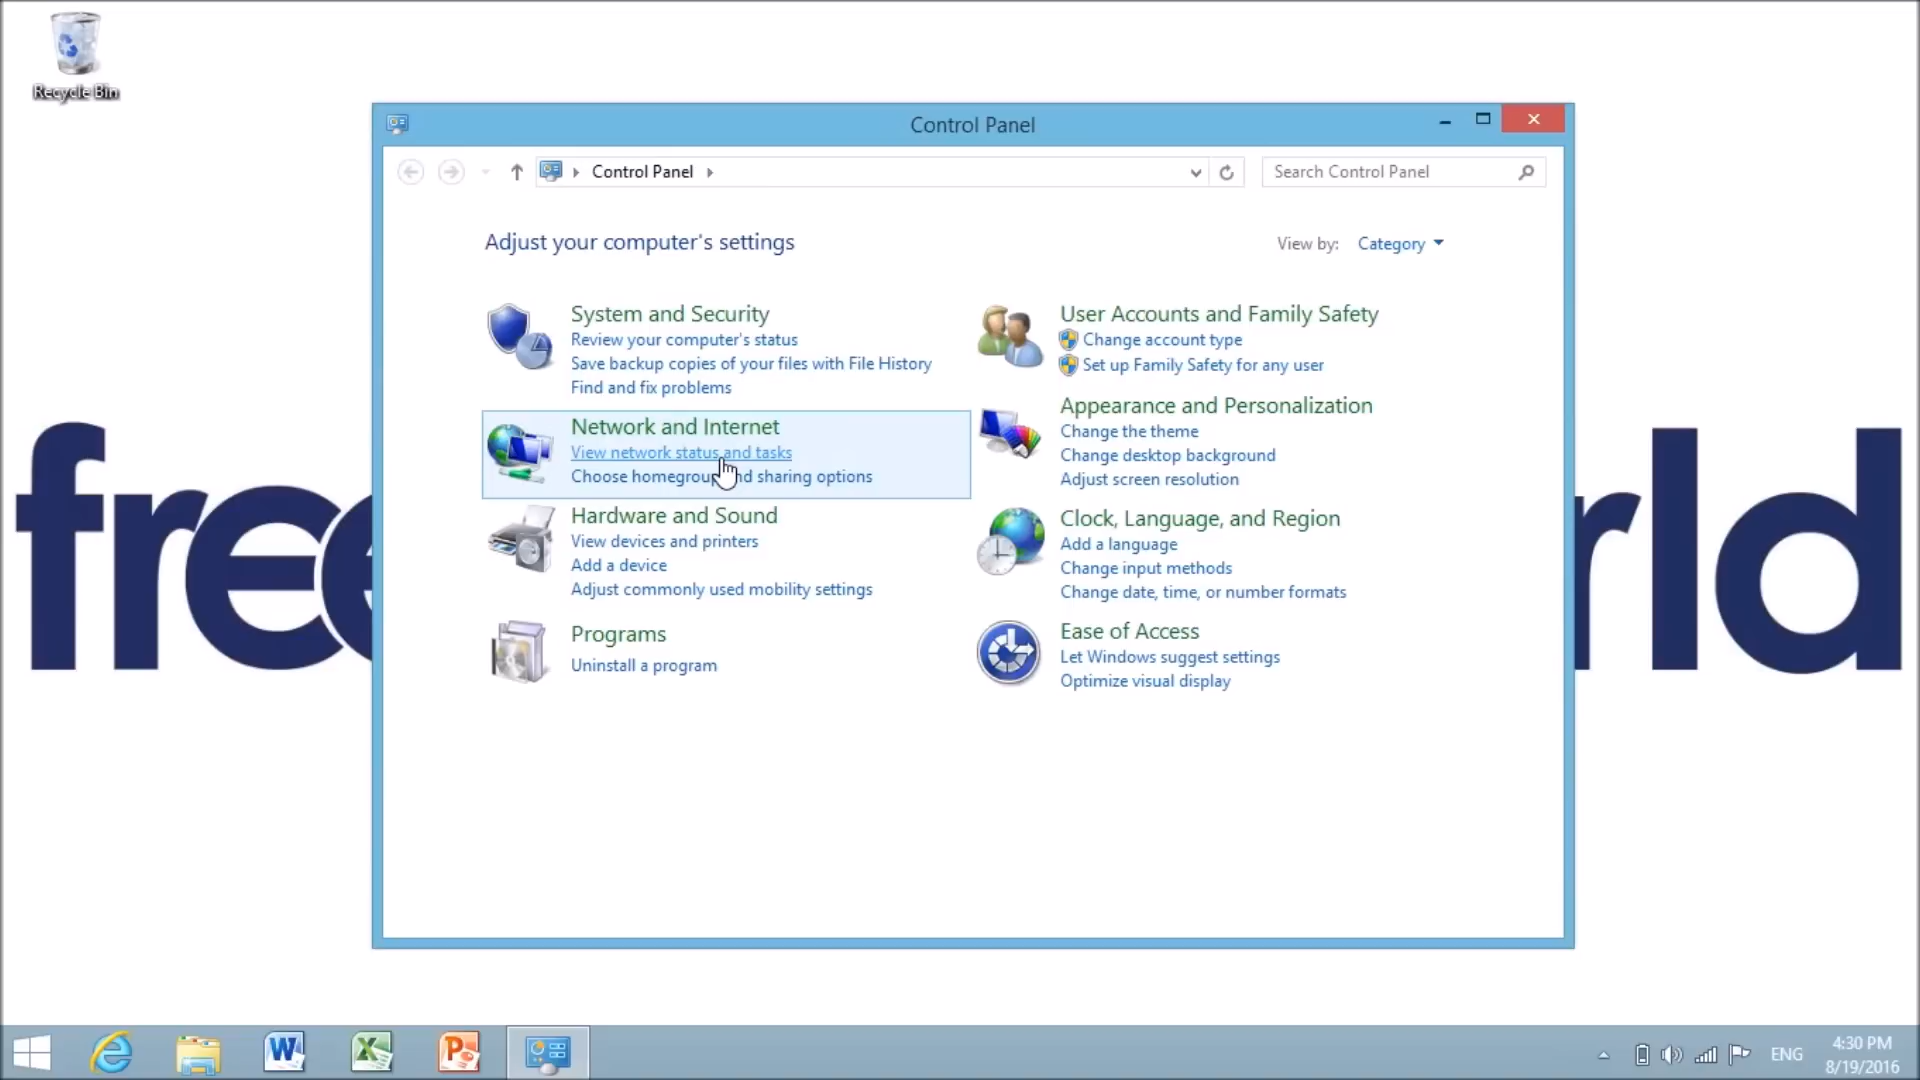 Recycle Bin
Control Panel
Control Panel
Search Control Panel
Adjust your computer's settings
View by: Category
System and Security
Review your computer's status
Save backup copies of your files with File History
Find and fix problems
Network and Internet
View network status and tasks
Choose homegroup and sharing options
Hardware and Sound
View devices and printers
Add a device
Adjust commonly used mobility settings
Programs
Uninstall a program
User Accounts and Family Safety
Change account type
Set up Family Safety for any user
Appearance and Personalization
Change the theme
Change desktop background
Adjust screen resolution
Clock, Language, and Region
Add a language
Change input methods
Change date, time, or number formats
Ease of Access
Let Windows suggest settings
Optimize visual display
ENG
4:30 PM
8/19/2016